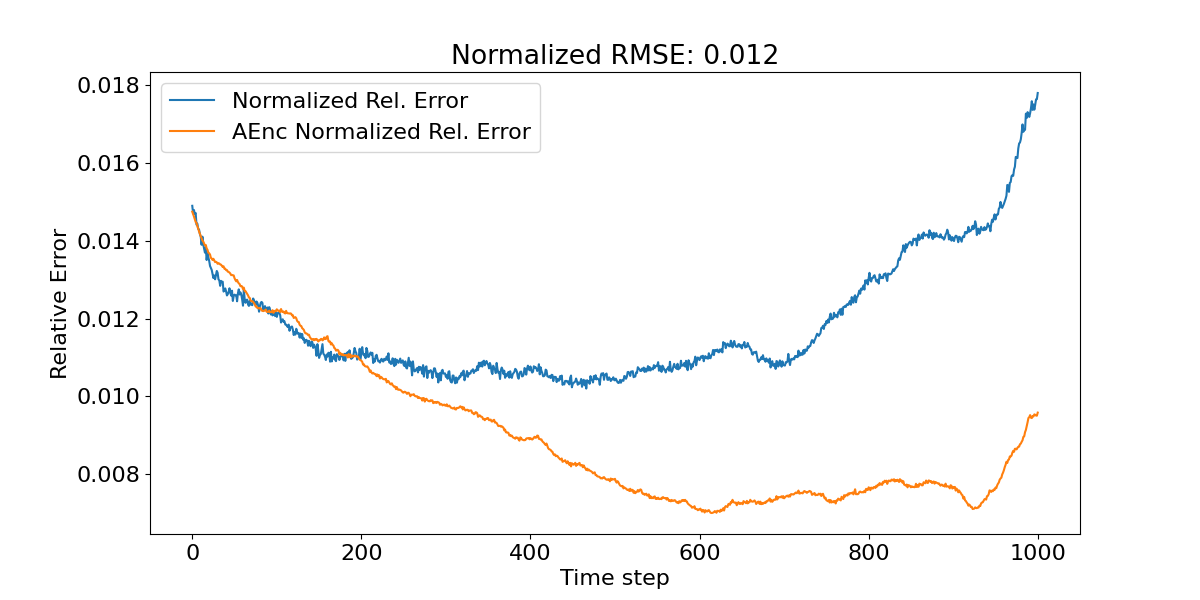 Normalized RMSE: 0.012
0.018
0.016
0.014
0.012
0.010
0.008
Relative Error
Normalized Rel. Error
AEnc Normalized Rel. Error
0
200
400
600
800
1000
Time step